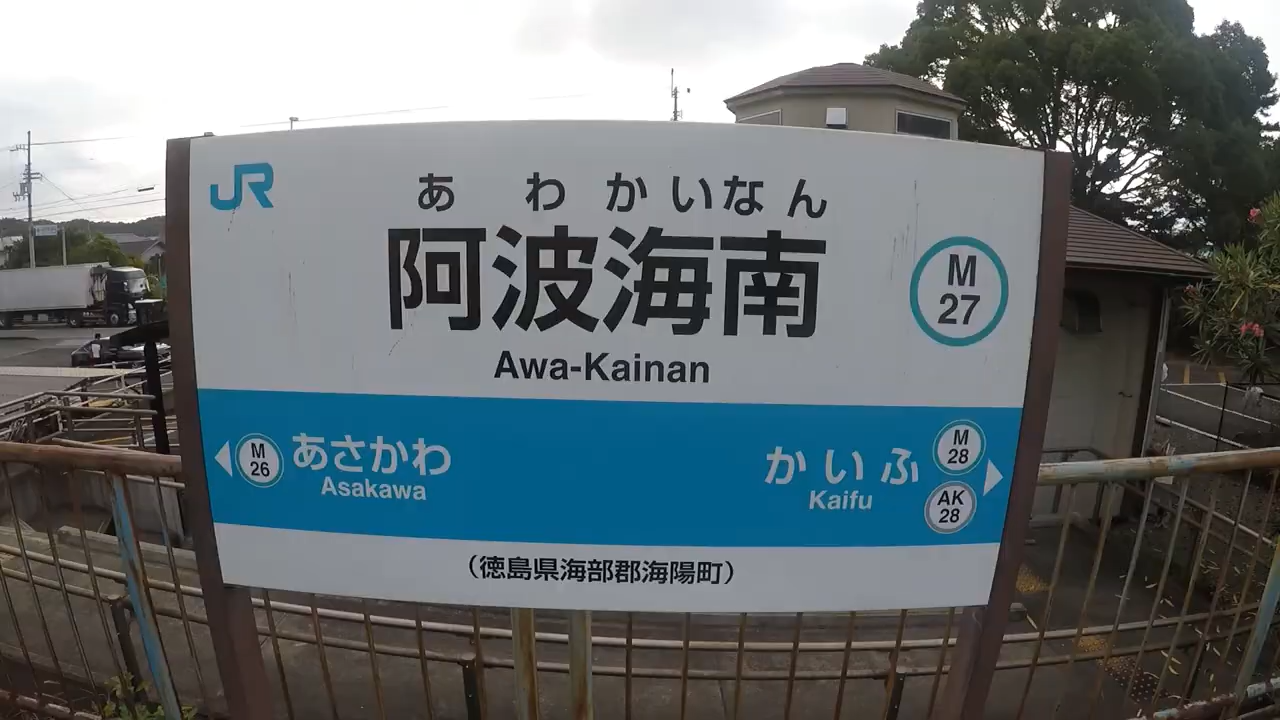 JR
あわかいなん
阿波海南
Awa-Kainan
M
27
M
26
あさかわ
Asakawa
かいふ
Kaifu
M
28
AK
28
（徳島県海部郡海陽町）